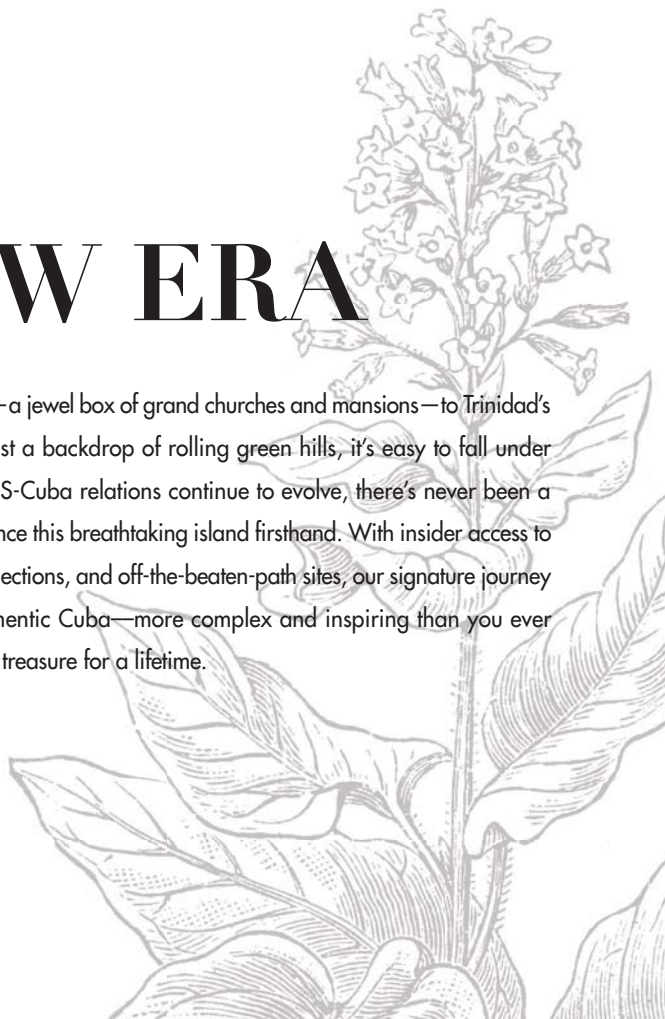 W ERA
—a jewel box of grand churches and mansions—to Trinidad’s
st a backdrop of rolling green hills, it’s easy to fall under
S-Cuba relations continue to evolve, there’s never been a
nce this breathtaking island firsthand. With insider access to
ections, and off-the-beaten-path sites, our signature journey
hentic Cuba—more complex and inspiring than you ever
treasure for a lifetime.